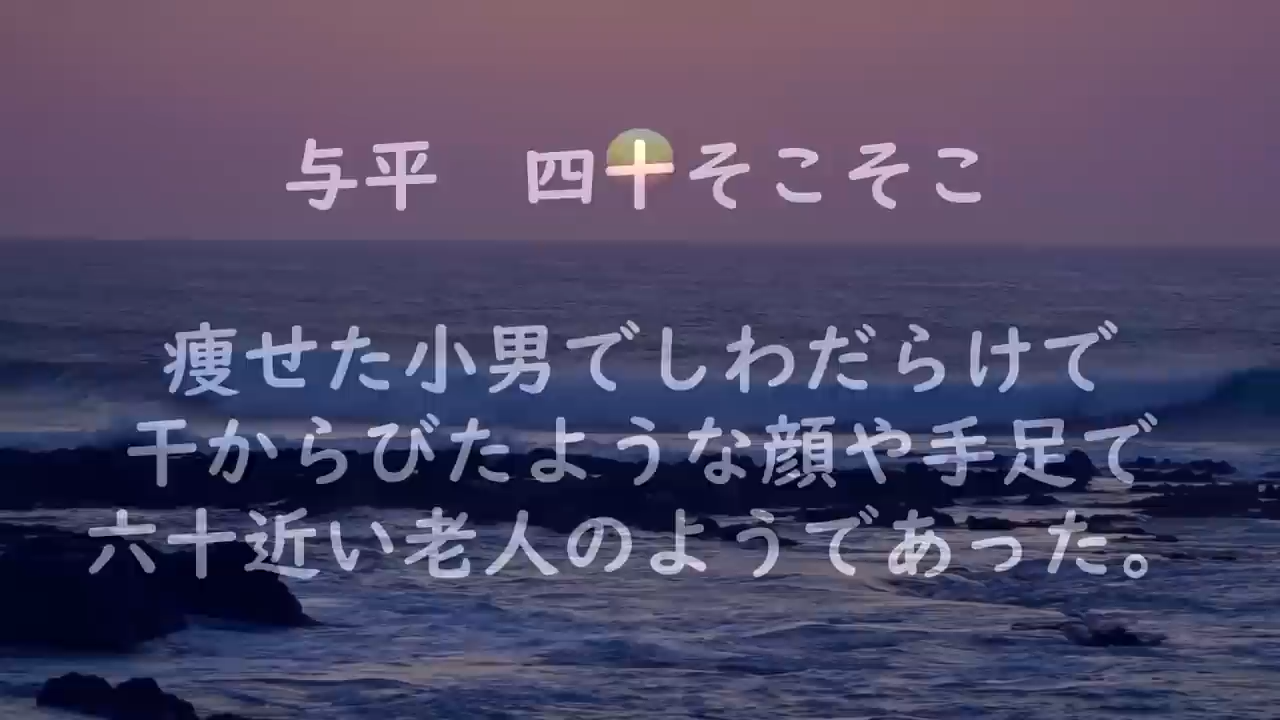 与平　四十そこそこ
痩せた小男でしわだらけで
干からびたような顔や手足で
六十近い老人のようであった。